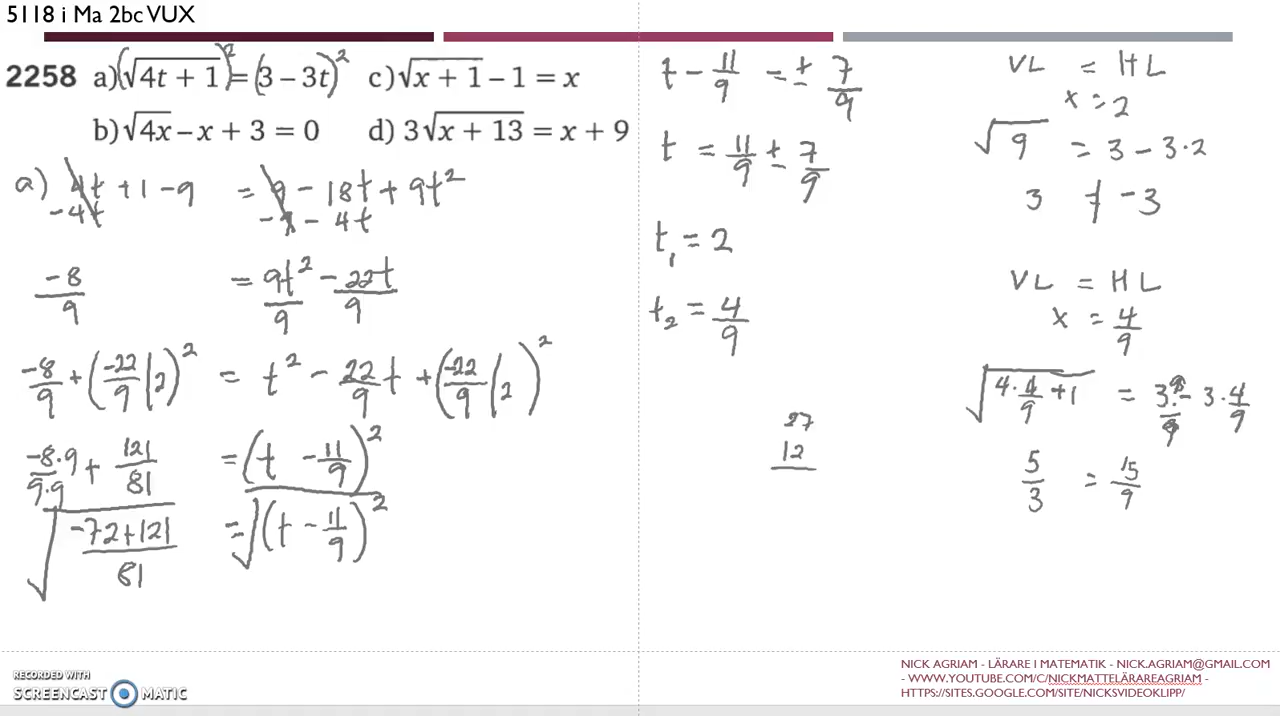 5118 i Ma 2bc VUX
2258 a) (√4t + 1)² = (3 – 3t)² c) √x + 1 – 1 = x
b) √4x – x + 3 = 0 d) 3√x + 13 = x + 9
a) 4t + 1 - 9 = 9 - 18t + 9t²
-4t -9 - 4t
-8/9 = 9t²/9 - 22t/9
-8/9 + (-22/9 | 2)² = t² - 22/9 t + (-22/9 | 2)²
-8·9/9·9 + 121/81 = (t - 11/9)²
√(-72+121)/81 = √(t - 11/9)²
t - 11/9 = ± 7/9
t = 11/9 ± 7/9
t₁ = 2
t₂ = 4/9
27
12
VL = HL
x = 2
√9 = 3 - 3·2
3 ≠ -3
VL = HL
x = 4/9
√4·4/9 + 1 = 3·9/9 - 3·4/9
5/3 = 15/9
RECORDED WITH
SCREENCAST MATIC
NICK AGRIAM - LÄRARE I MATEMATIK - NICK.AGRIAM@GMAIL.COM
- WWW.YOUTUBE.COM/C/NICKMATTELÄRAREAGRIAM -
HTTPS://SITES.GOOGLE.COM/SITE/NICKSVIDEOKLIPP/